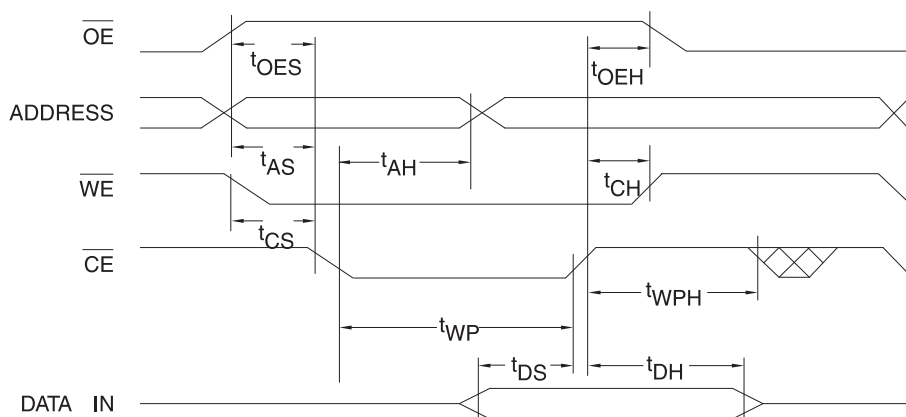 OE
tOES
tOEH
ADDRESS
tAS
tAH
WE
tCH
tCS
CE
tWPH
tWP
tDS
tDH
DATA IN